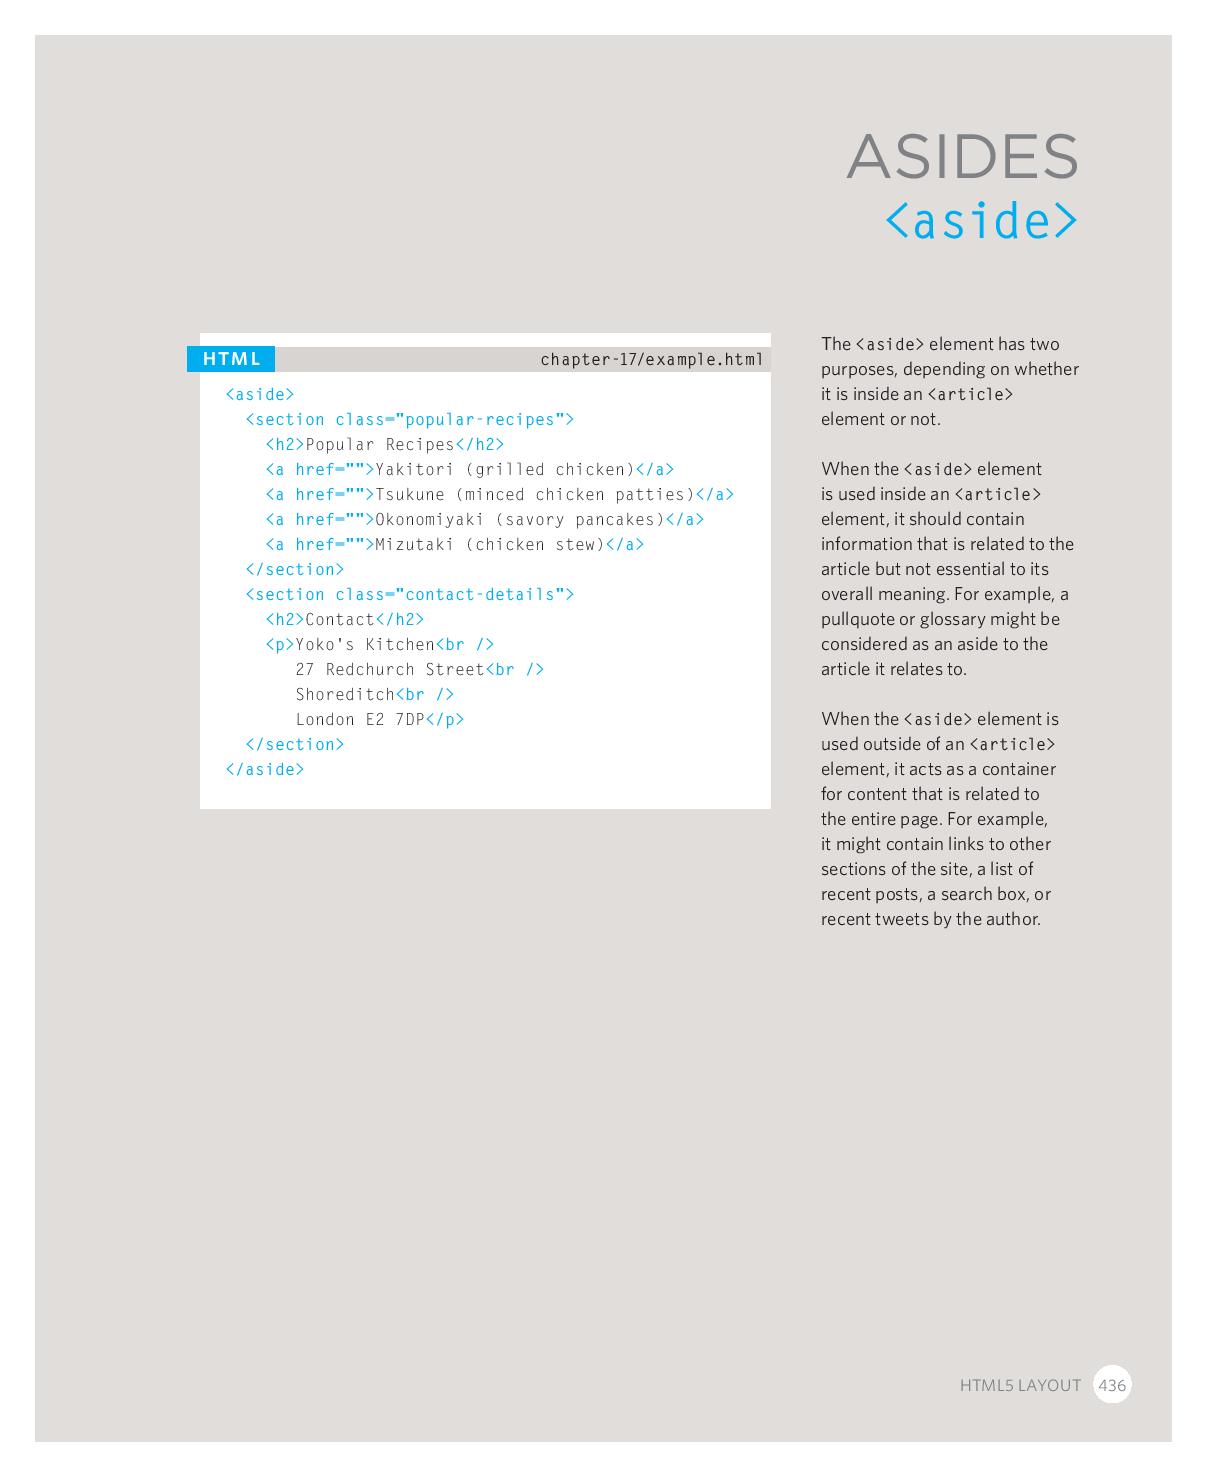 ASIDES
<aside>
HTML chapter-17/example.html
<aside>
<section class="popular-recipes">
<h2>Popular Recipes</h2>
<a href="">Yakitori (grilled chicken)</a>
<a href="">Tsukune (minced chicken patties)</a>
<a href="">Okonomiyaki (savory pancakes)</a>
<a href="">Mizutaki (chicken stew)</a>
</section>
<section class="contact-details">
<h2>Contact</h2>
<p>Yoko's Kitchen<br />
27 Redchurch Street<br />
Shoreditch<br />
London E2 7DP</p>
</section>
</aside>
The <aside> element has two
purposes, depending on whether
it is inside an <article>
element or not.
When the <aside> element
is used inside an <article>
element, it should contain
information that is related to the
article but not essential to its
overall meaning. For example, a
pullquote or glossary might be
considered as an aside to the
article it relates to.
When the <aside> element is
used outside of an <article>
element, it acts as a container
for content that is related to
the entire page. For example,
it might contain links to other
sections of the site, a list of
recent posts, a search box, or
recent tweets by the author.
HTML5 LAYOUT 436